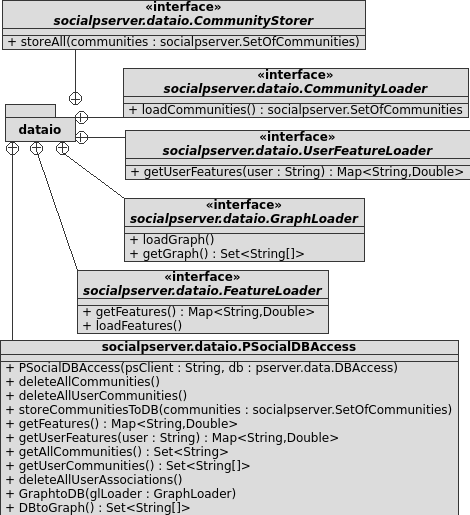 «interface»
socialpserver.dataio.CommunityStorer
+ storeAll(communities : socialpserver.SetOfCommunities)
«interface»
socialpserver.dataio.CommunityLoader
+ loadCommunities() : socialpserver.SetOfCommunities
dataio
«interface»
socialpserver.dataio.UserFeatureLoader
+ getUserFeatures(user : String) : Map<String,Double>
«interface»
socialpserver.dataio.GraphLoader
+ loadGraph()
+ getGraph() : Set<String[]>
«interface»
socialpserver.dataio.FeatureLoader
+ getFeatures() : Map<String,Double>
+ loadFeatures()
socialpserver.dataio.PSocialDBAccess
+ PSocialDBAccess(psClient : String, db : pserver.data.DBAccess)
+ deleteAllCommunities()
+ deleteAllUserCommunities()
+ storeCommunitiesToDB(communities : socialpserver.SetOfCommunities)
+ getFeatures() : Map<String,Double>
+ getUserFeatures(user : String) : Map<String,Double>
+ getAllCommunities() : Set<String>
+ getUserCommunities() : Set<String[]>
+ deleteAllUserAssociations()
+ GraphtoDB(glLoader : GraphLoader)
+ DBtoGraph() : Set<String[]>